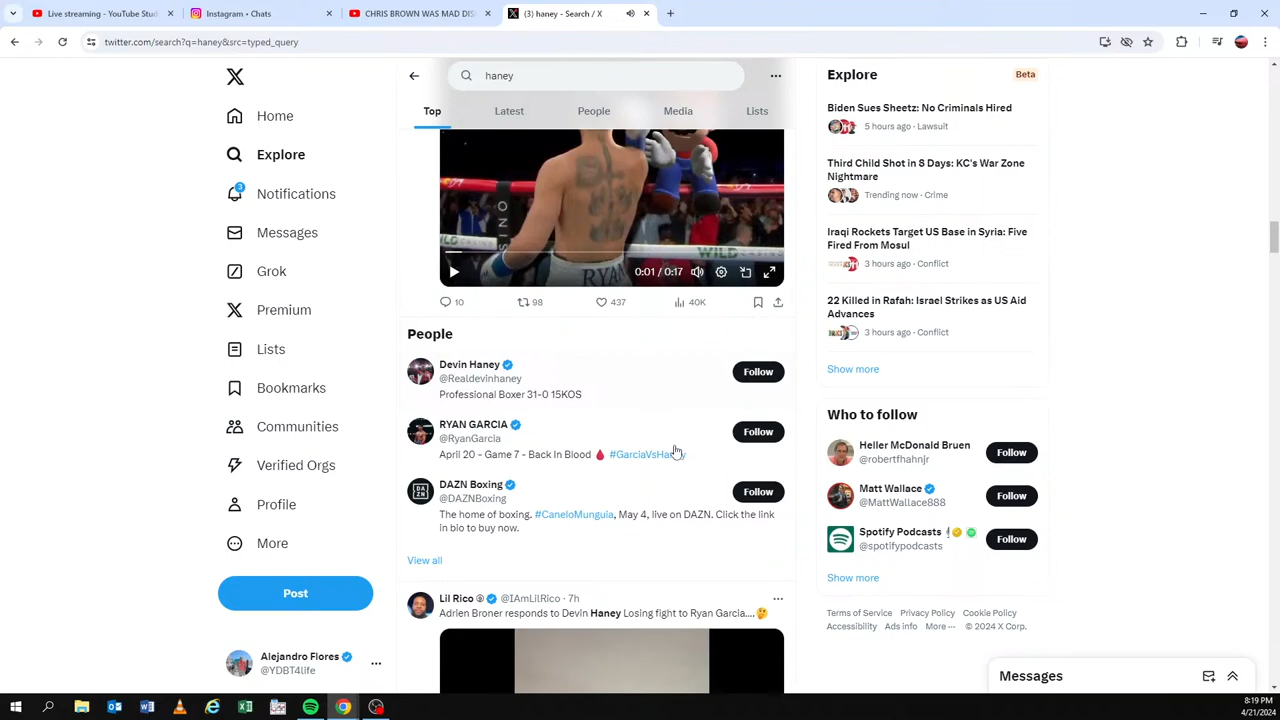 Live streaming - YouTube Stud
Instagram • Chats
CHRIS BROWN WAS MAD DIS
(3) haney - Search / X
twitter.com/search?q=haney&src=typed_query
haney
Top
Latest
People
Media
Lists
Home
Explore
3
Notifications
Messages
Grok
Premium
Lists
Bookmarks
Communities
Verified Orgs
Profile
More
Post
Alejandro Flores
@YDBT4life
WILD
CASINO
RYAN
0:01 / 0:17
10
98
437
40K
People
Devin Haney
@Realdevinhaney
Professional Boxer 31-0 15KOS
Follow
RYAN GARCIA
@RyanGarcia
April 20 - Game 7 - Back In Blood 🩸 #GarciaVsHaney
Follow
DAZN Boxing
@DAZNBoxing
The home of boxing. #CaneloMunguia, May 4, live on DAZN. Click the link
in bio to buy now.
Follow
View all
Lil Rico @IAmLilRico · 7h
Adrien Broner responds to Devin Haney Losing fight to Ryan Garcia....🤔
Explore
Beta
Biden Sues Sheetz: No Criminals Hired
5 hours ago · Lawsuit
Third Child Shot in 8 Days: KC's War Zone
Nightmare
Trending now · Crime
Iraqi Rockets Target US Base in Syria: Five
Fired From Mosul
3 hours ago · Conflict
22 Killed in Rafah: Israel Strikes as US Aid
Advances
3 hours ago · Conflict
Show more
Who to follow
Heller McDonald Bruen
@robertfhahnjr
Follow
Matt Wallace
@MattWallace888
Follow
Spotify Podcasts
@spotifypodcasts
Follow
Show more
Terms of Service Privacy Policy Cookie Policy
Accessibility Ads info More ··· © 2024 X Corp.
Messages
8:19 PM
4/21/2024